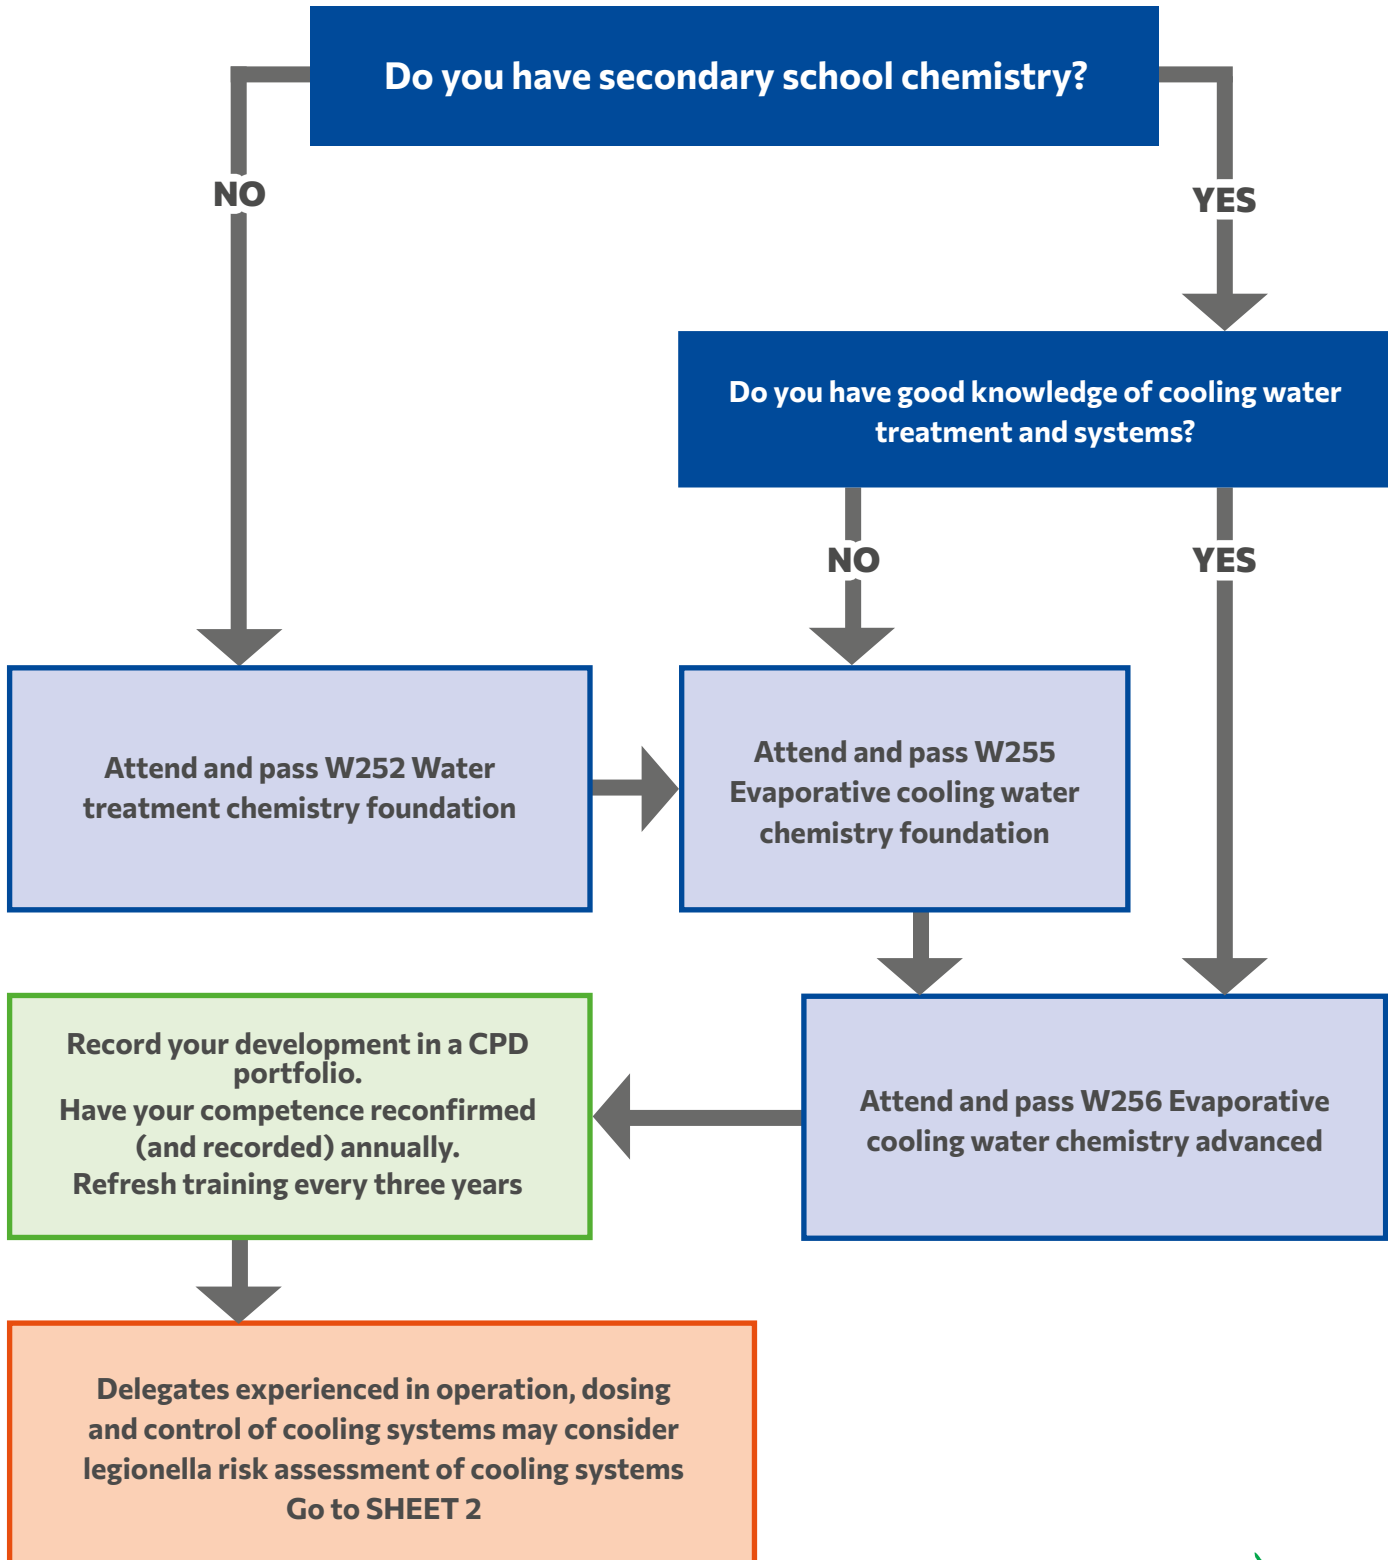 Do you have secondary school chemistry?
NO
YES
Do you have good knowledge of cooling water
treatment and systems?
NO
YES
Attend and pass W252 Water
treatment chemistry foundation
Attend and pass W255
Evaporative cooling water
chemistry foundation
Record your development in a CPD
portfolio.
Have your competence reconfirmed
(and recorded) annually.
Refresh training every three years
Attend and pass W256 Evaporative
cooling water chemistry advanced
Delegates experienced in operation, dosing
and control of cooling systems may consider
legionella risk assessment of cooling systems
Go to SHEET 2